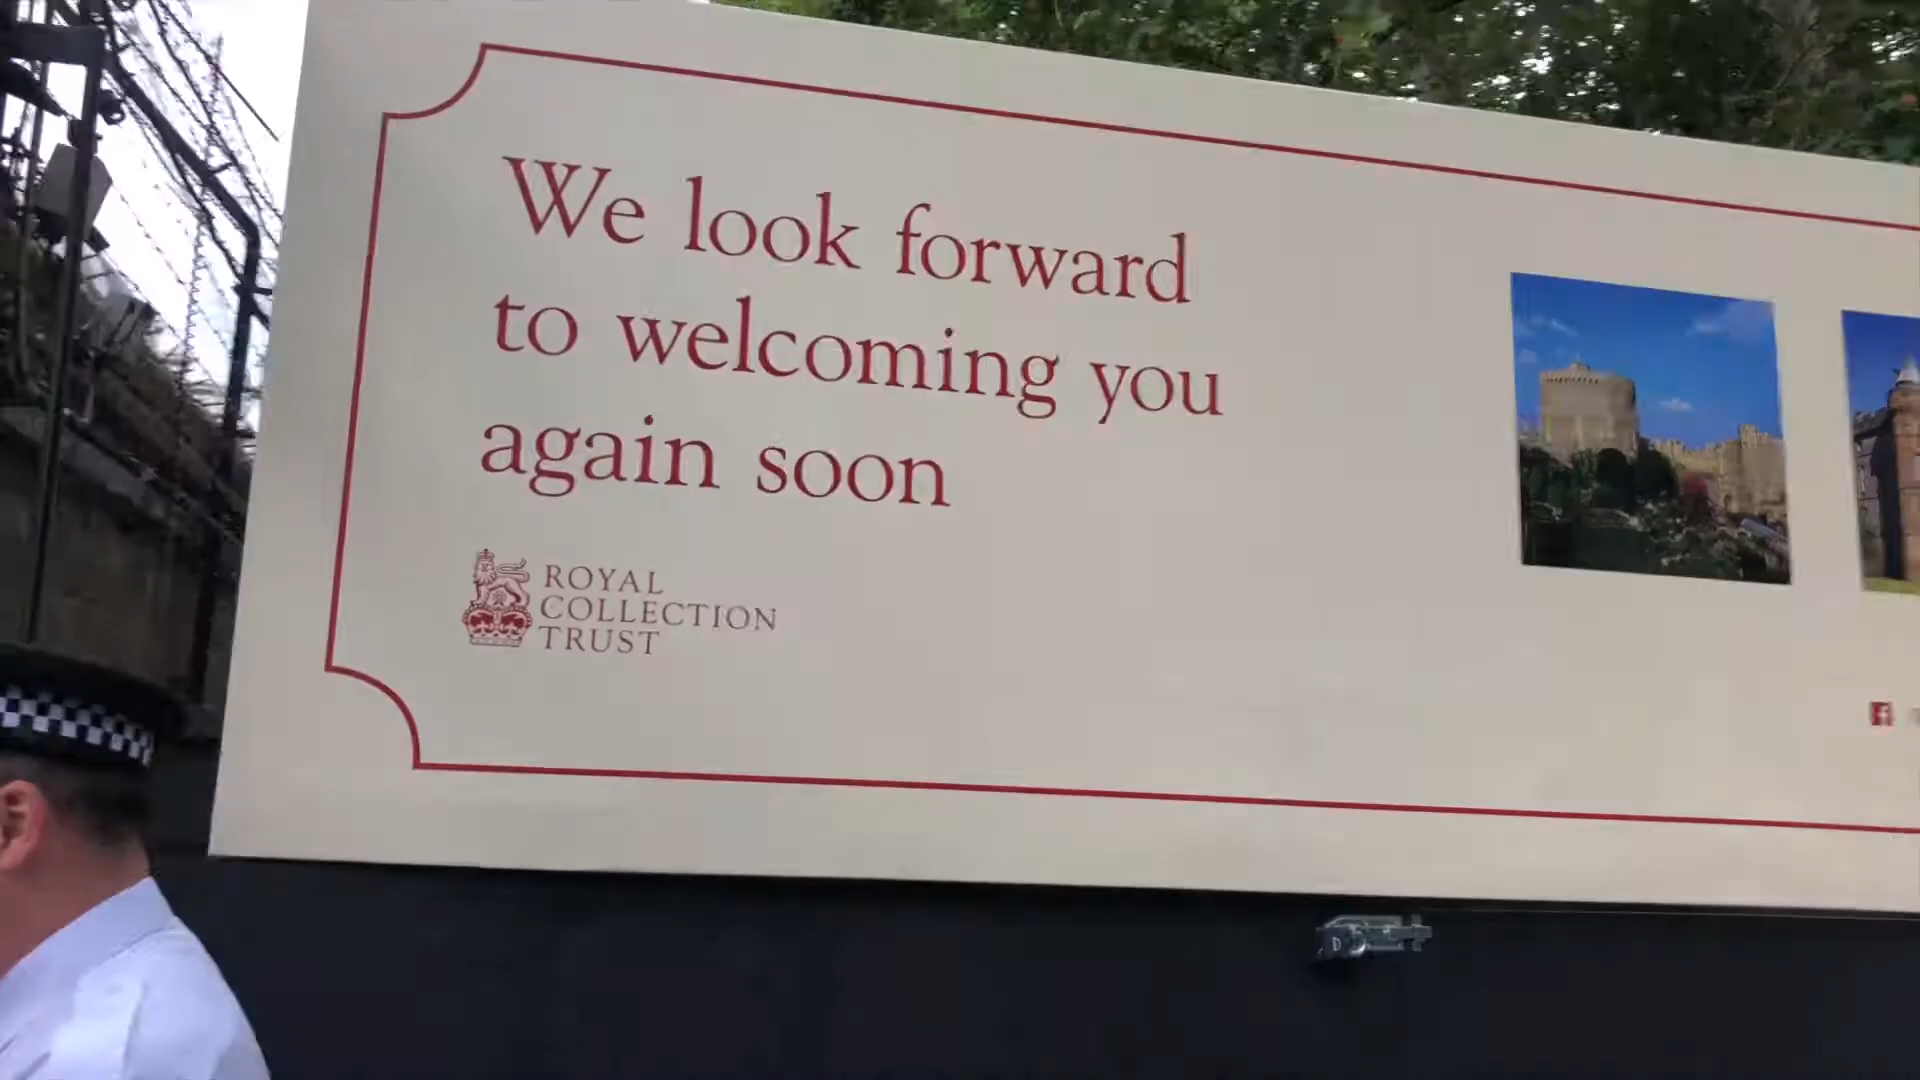 We look forward
to welcoming you
again soon
ROYAL
COLLECTION
TRUST